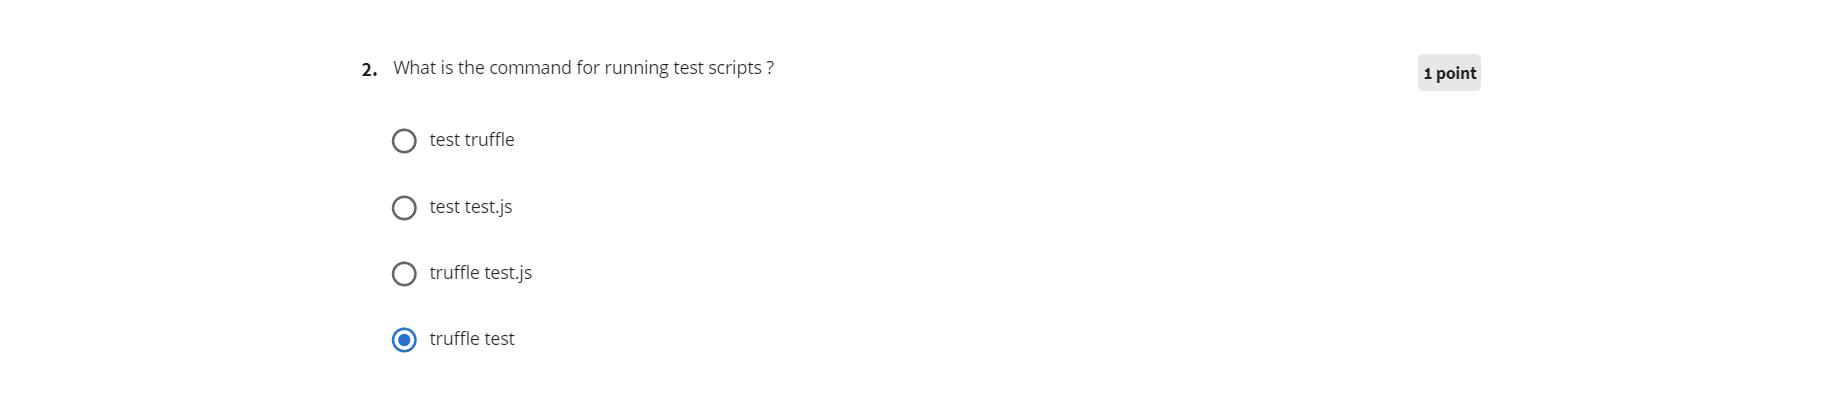 2. What is the command for running test scripts ?
1 point
test truffle
test test.js
truffle test.js
truffle test